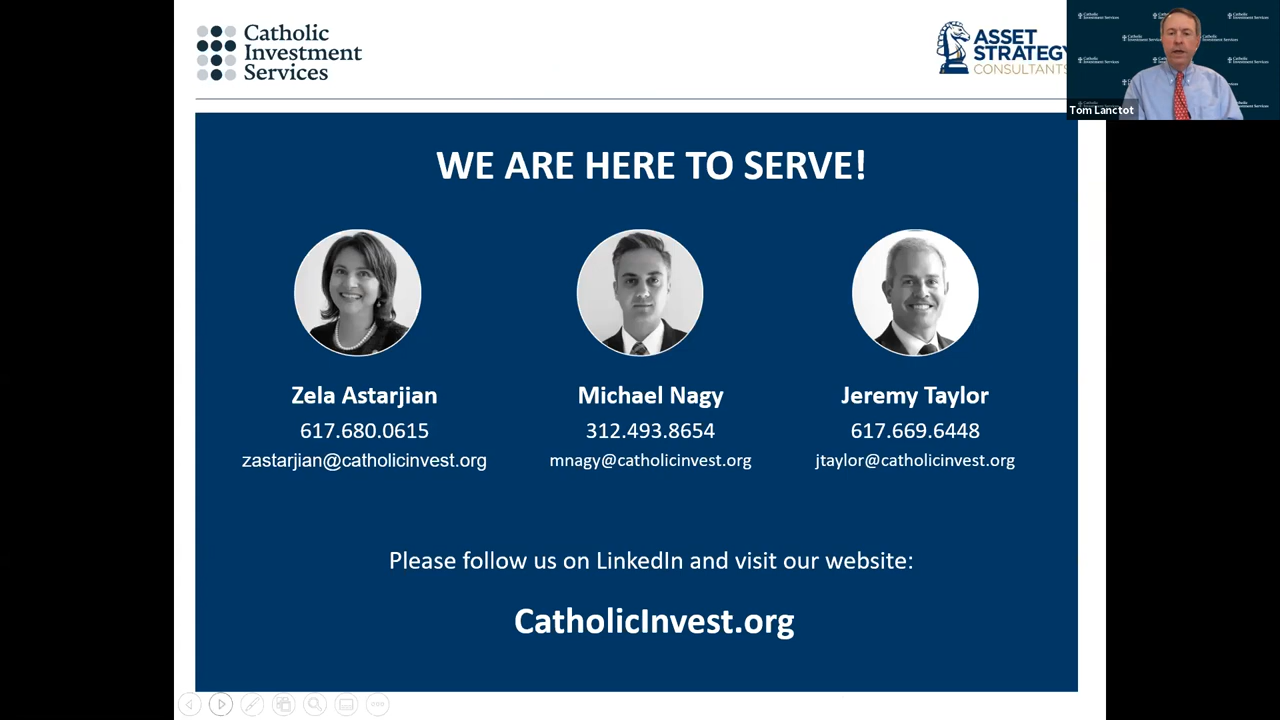 Catholic
Investment
Services
ASSET
STRATEGY
CONSULTANTS
Tom Lanctot
WE ARE HERE TO SERVE!
Zela Astarjian
Michael Nagy
Jeremy Taylor
617.680.0615
312.493.8654
617.669.6448
zastarjian@catholicinvest.org
mnagy@catholicinvest.org
jtaylor@catholicinvest.org
Please follow us on LinkedIn and visit our website:
CatholicInvest.org